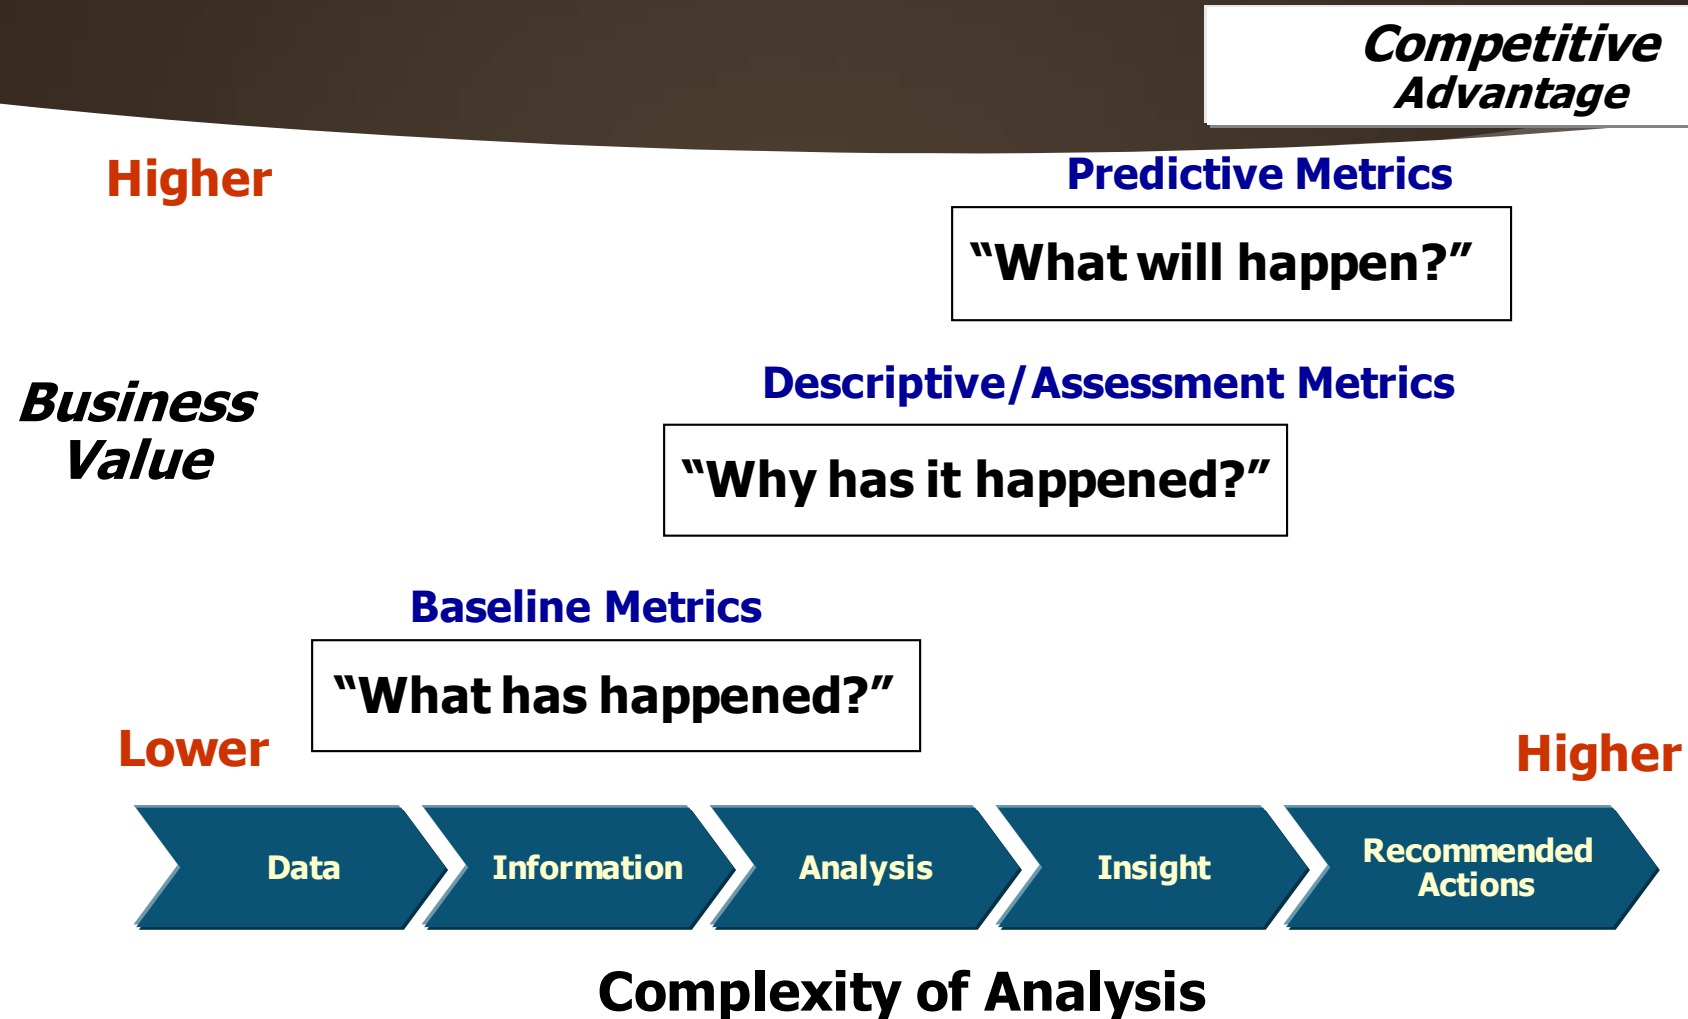 Competitive
Advantage
Higher
Predictive Metrics
“What will happen?”
Descriptive/Assessment Metrics
Business
Value
“Why has it happened?”
Baseline Metrics
“What has happened?”
Lower
Higher
Data
Information
Analysis
Insight
Recommended
Actions
Complexity of Analysis